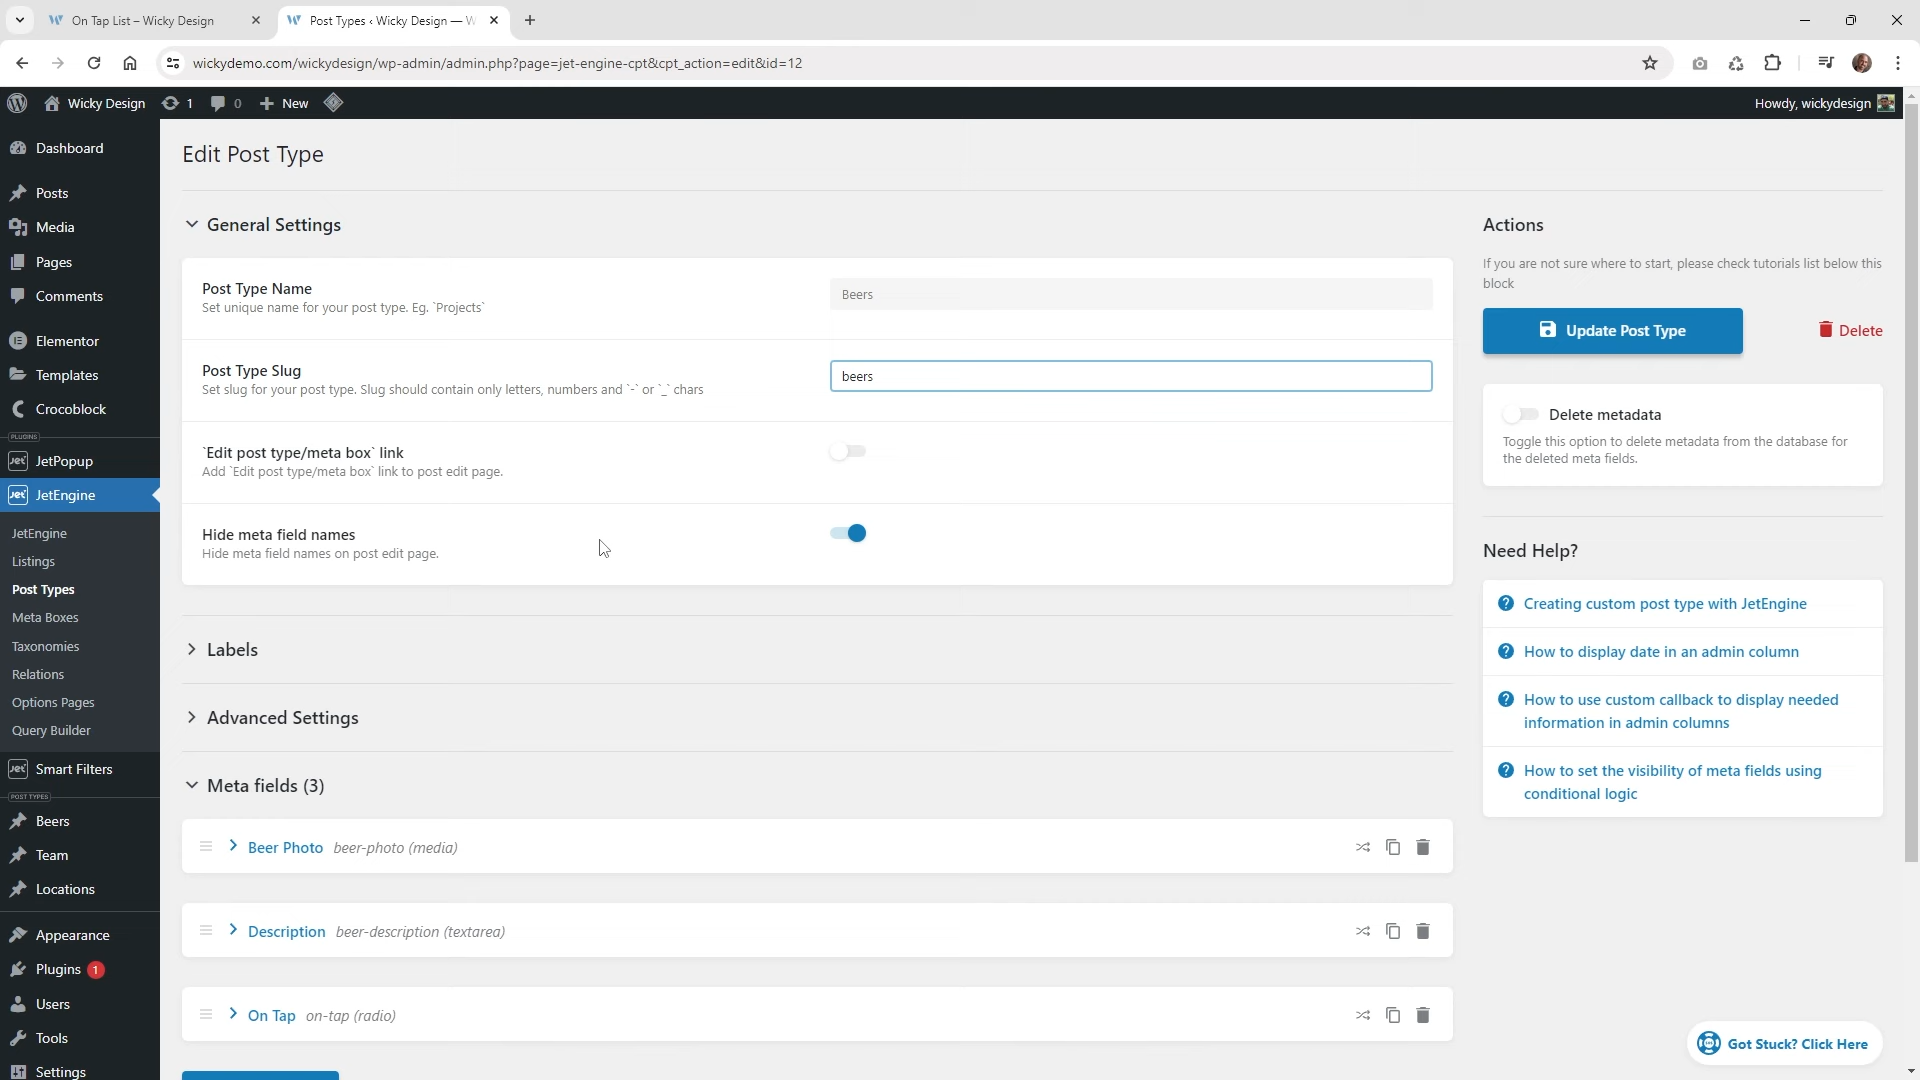 On Tap List – Wicky Design
Post Types ‹ Wicky Design — W
wickydemo.com/wickydesign/wp-admin/admin.php?page=jet-engine-cpt&cpt_action=edit&id=12
Wicky Design
1
0
New
Howdy, wickydesign
Dashboard
Posts
Media
Pages
Comments
Elementor
Templates
Crocoblock
PLUGINS
JetPopup
JetEngine
JetEngine
Listings
Post Types
Meta Boxes
Taxonomies
Relations
Options Pages
Query Builder
Smart Filters
POST TYPES
Beers
Team
Locations
Appearance
Plugins 1
Users
Tools
Settings
Edit Post Type
General Settings
Post Type Name
Set unique name for your post type. Eg. `Projects`
Beers
Post Type Slug
Set slug for your post type. Slug should contain only letters, numbers and `-` or `_` chars
beers
`Edit post type/meta box` link
Add `Edit post type/meta box` link to post edit page.
Hide meta field names
Hide meta field names on post edit page.
Labels
Advanced Settings
Meta fields (3)
Beer Photo beer-photo (media)
Description beer-description (textarea)
On Tap on-tap (radio)
Actions
If you are not sure where to start, please check tutorials list below this
block
Update Post Type
Delete
Delete metadata
Toggle this option to delete metadata from the database for
the deleted meta fields.
Need Help?
Creating custom post type with JetEngine
How to display date in an admin column
How to use custom callback to display needed
information in admin columns
How to set the visibility of meta fields using
conditional logic
Got Stuck? Click Here